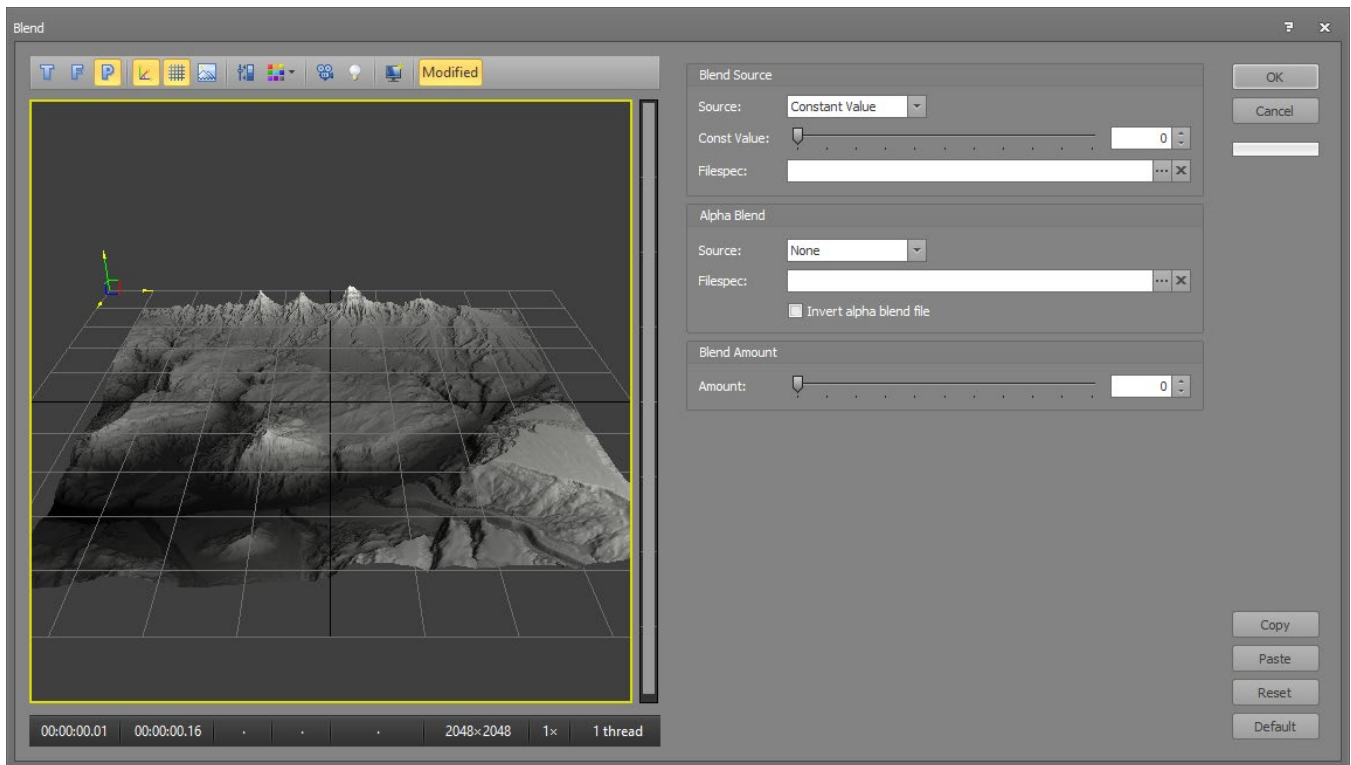 Blend
T F P Modified
Blend Source
Source: Constant Value
Const Value: 0
Filespec:
Alpha Blend
Source: None
Filespec:
Invert alpha blend file
Blend Amount
Amount: 0
OK
Cancel
Copy
Paste
Reset
Default
00:00:00.01 00:00:00.16 . . . 2048×2048 1× 1 thread